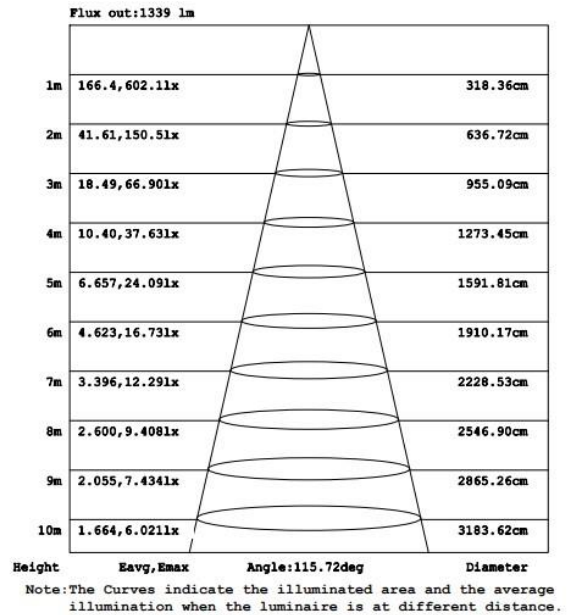 Flux out:1339 lm
1m 166.4,602.1lx 318.36cm
2m 41.61,150.5lx 636.72cm
3m 18.49,66.90lx 955.09cm
4m 10.40,37.63lx 1273.45cm
5m 6.657,24.09lx 1591.81cm
6m 4.623,16.73lx 1910.17cm
7m 3.396,12.29lx 2228.53cm
8m 2.600,9.408lx 2546.90cm
9m 2.055,7.434lx 2865.26cm
10m 1.664,6.021lx 3183.62cm
Height Eavg,Emax Angle:115.72deg Diameter
Note:The Curves indicate the illuminated area and the average
illumination when the luminaire is at different distance.